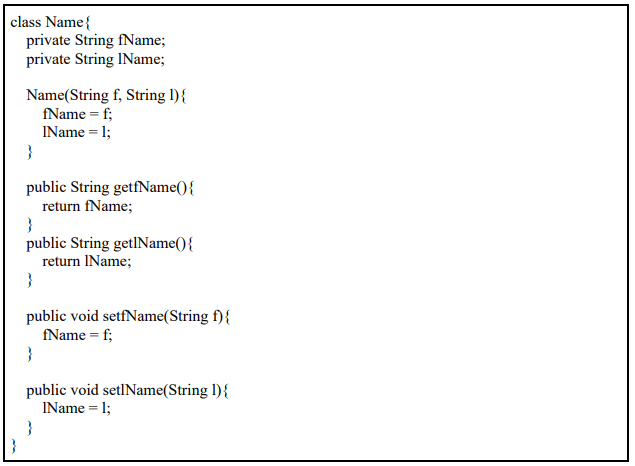 class Name{
private String fName;
private String lName;
Name(String f, String l){
fName = f;
lName = l;
}
public String getfName(){
return fName;
}
public String getlName(){
return lName;
}
public void setfName(String f){
fName = f;
}
public void setlName(String l){
lName = l;
}
}